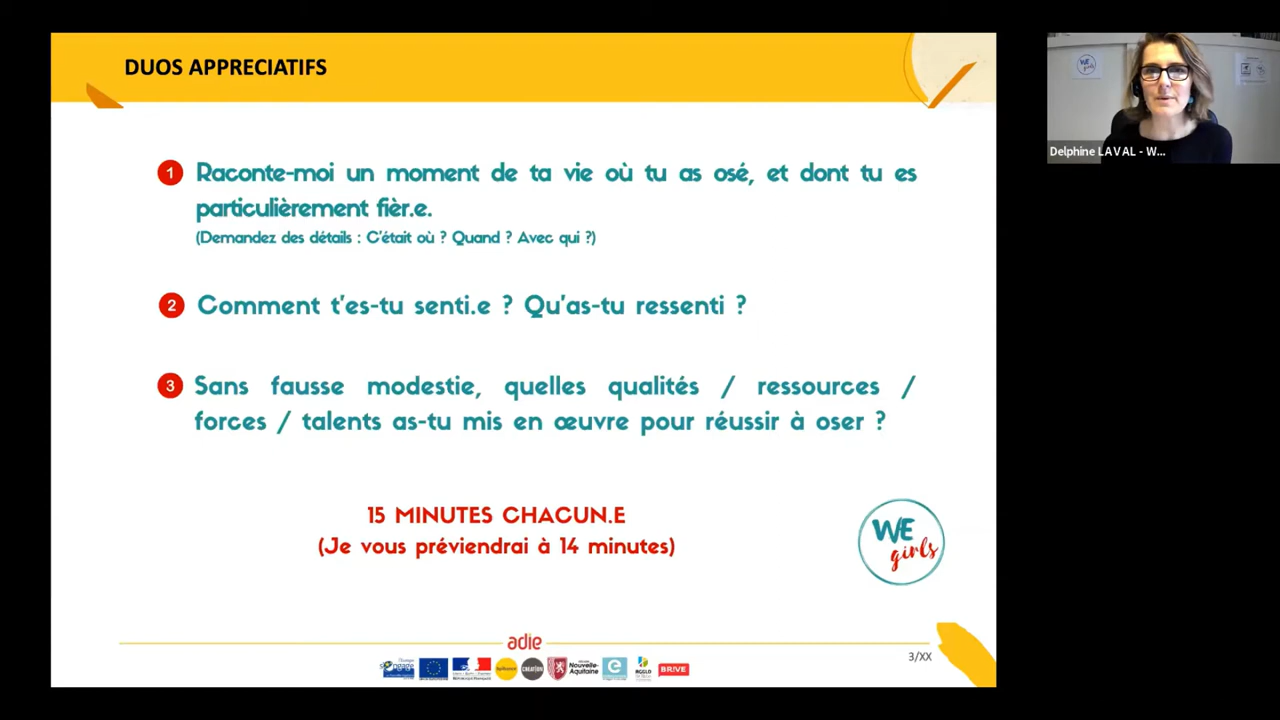 DUOS APPRECIATIFS
Delphine LAVAL - W...
1 Raconte-moi un moment de ta vie où tu as osé, et dont tu es
particulièrement fièr.e.
(Demandez des détails : C'était où ? Quand ? Avec qui ?)
2 Comment t'es-tu senti.e ? Qu'as-tu ressenti ?
3 Sans fausse modestie, quelles qualités / ressources /
forces / talents as-tu mis en œuvre pour réussir à oser ?
15 MINUTES CHACUN.E
(Je vous préviendrai à 14 minutes)
WE
girls
adie
3/XX
Nouvelle-
Aquitaine
BRIVE